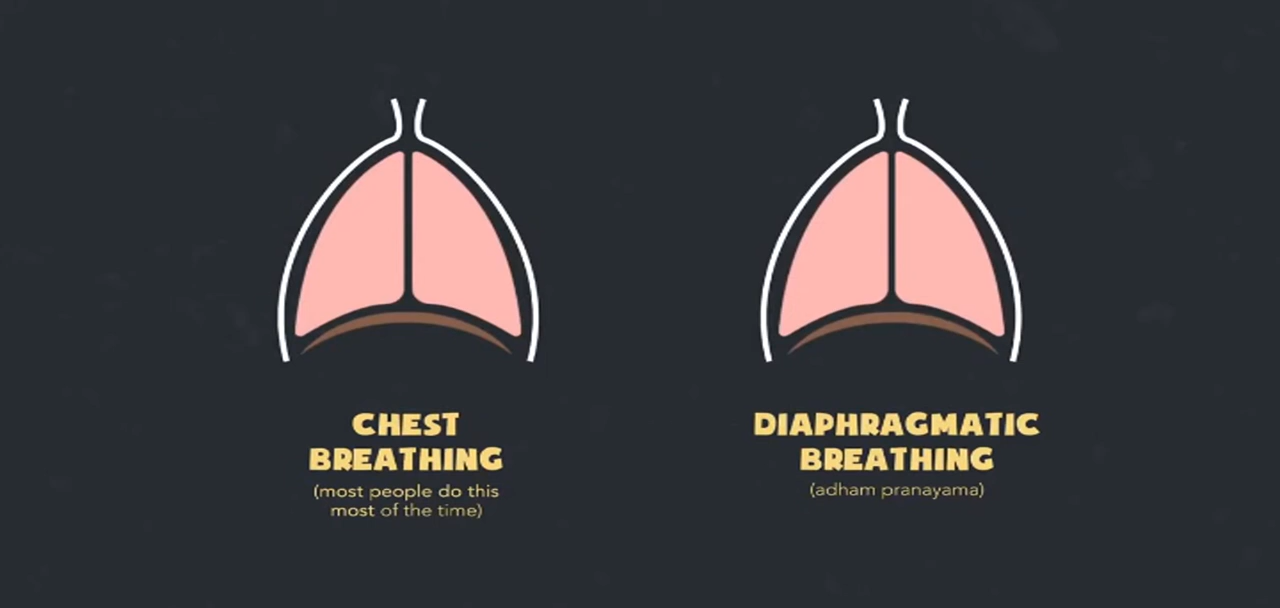 CHEST
BREATHING
(most people do this
most of the time)
DIAPHRAGMATIC
BREATHING
(adham pranayama)